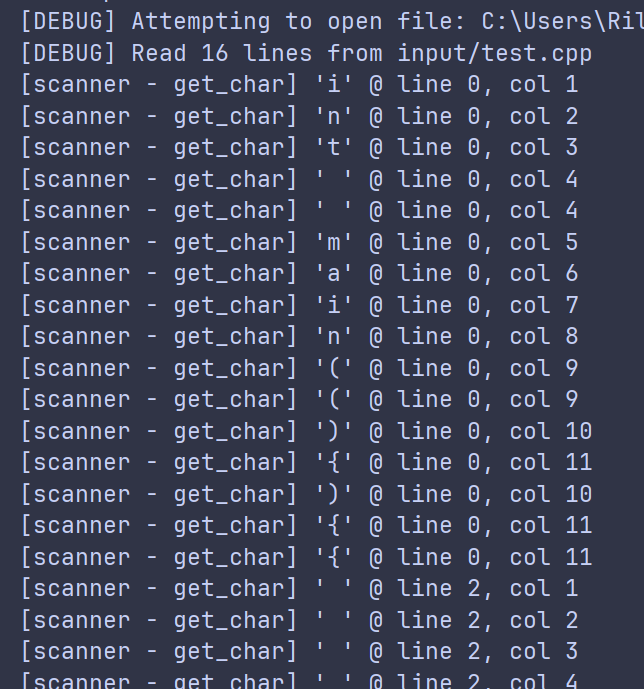 [DEBUG] Attempting to open file: C:\Users\Ril
[DEBUG] Read 16 lines from input/test.cpp
[scanner - get_char] 'i' @ line 0, col 1
[scanner - get_char] 'n' @ line 0, col 2
[scanner - get_char] 't' @ line 0, col 3
[scanner - get_char] ' ' @ line 0, col 4
[scanner - get_char] ' ' @ line 0, col 4
[scanner - get_char] 'm' @ line 0, col 5
[scanner - get_char] 'a' @ line 0, col 6
[scanner - get_char] 'i' @ line 0, col 7
[scanner - get_char] 'n' @ line 0, col 8
[scanner - get_char] '(' @ line 0, col 9
[scanner - get_char] '(' @ line 0, col 9
[scanner - get_char] ')' @ line 0, col 10
[scanner - get_char] '{' @ line 0, col 11
[scanner - get_char] ')' @ line 0, col 10
[scanner - get_char] '{' @ line 0, col 11
[scanner - get_char] '{' @ line 0, col 11
[scanner - get_char] ' ' @ line 2, col 1
[scanner - get_char] ' ' @ line 2, col 2
[scanner - get_char] ' ' @ line 2, col 3
[scanner - get_char] ' ' @ line 2, col 4